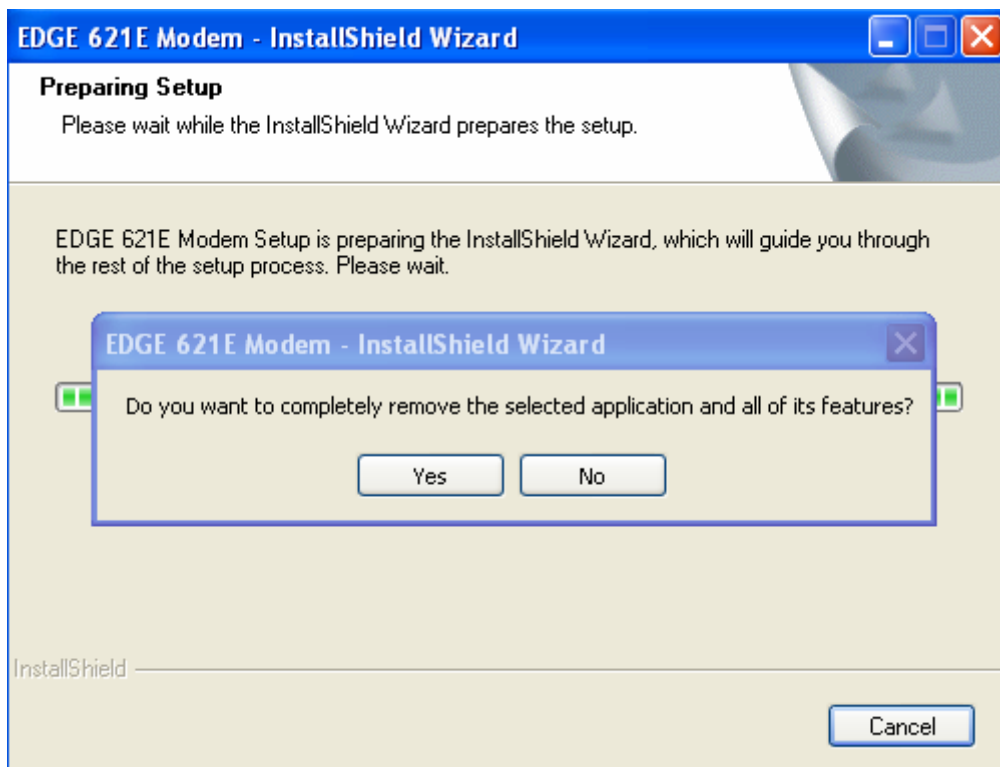 EDGE 621E Modem - InstallShield Wizard
Preparing Setup
Please wait while the InstallShield Wizard prepares the setup.
EDGE 621E Modem Setup is preparing the InstallShield Wizard, which will guide you through
the rest of the setup process. Please wait.
EDGE 621E Modem - InstallShield Wizard
Do you want to completely remove the selected application and all of its features?
Yes
No
InstallShield
Cancel